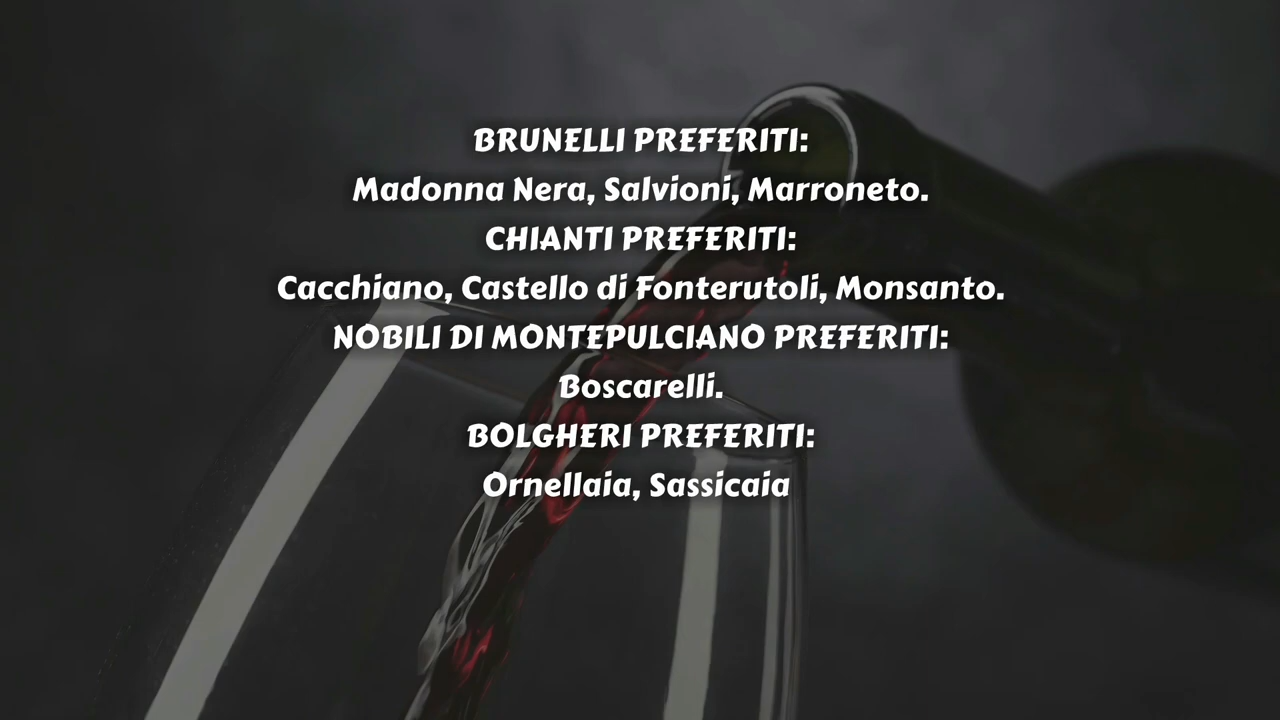 BRUNELLI PREFERITI:
Madonna Nera, Salvioni, Marroneto.
CHIANTI PREFERITI:
Cacchiano, Castello di Fonterutoli, Monsanto.
NOBILI DI MONTEPULCIANO PREFERITI:
Boscarelli.
BOLGHERI PREFERITI:
Ornellaia, Sassicaia